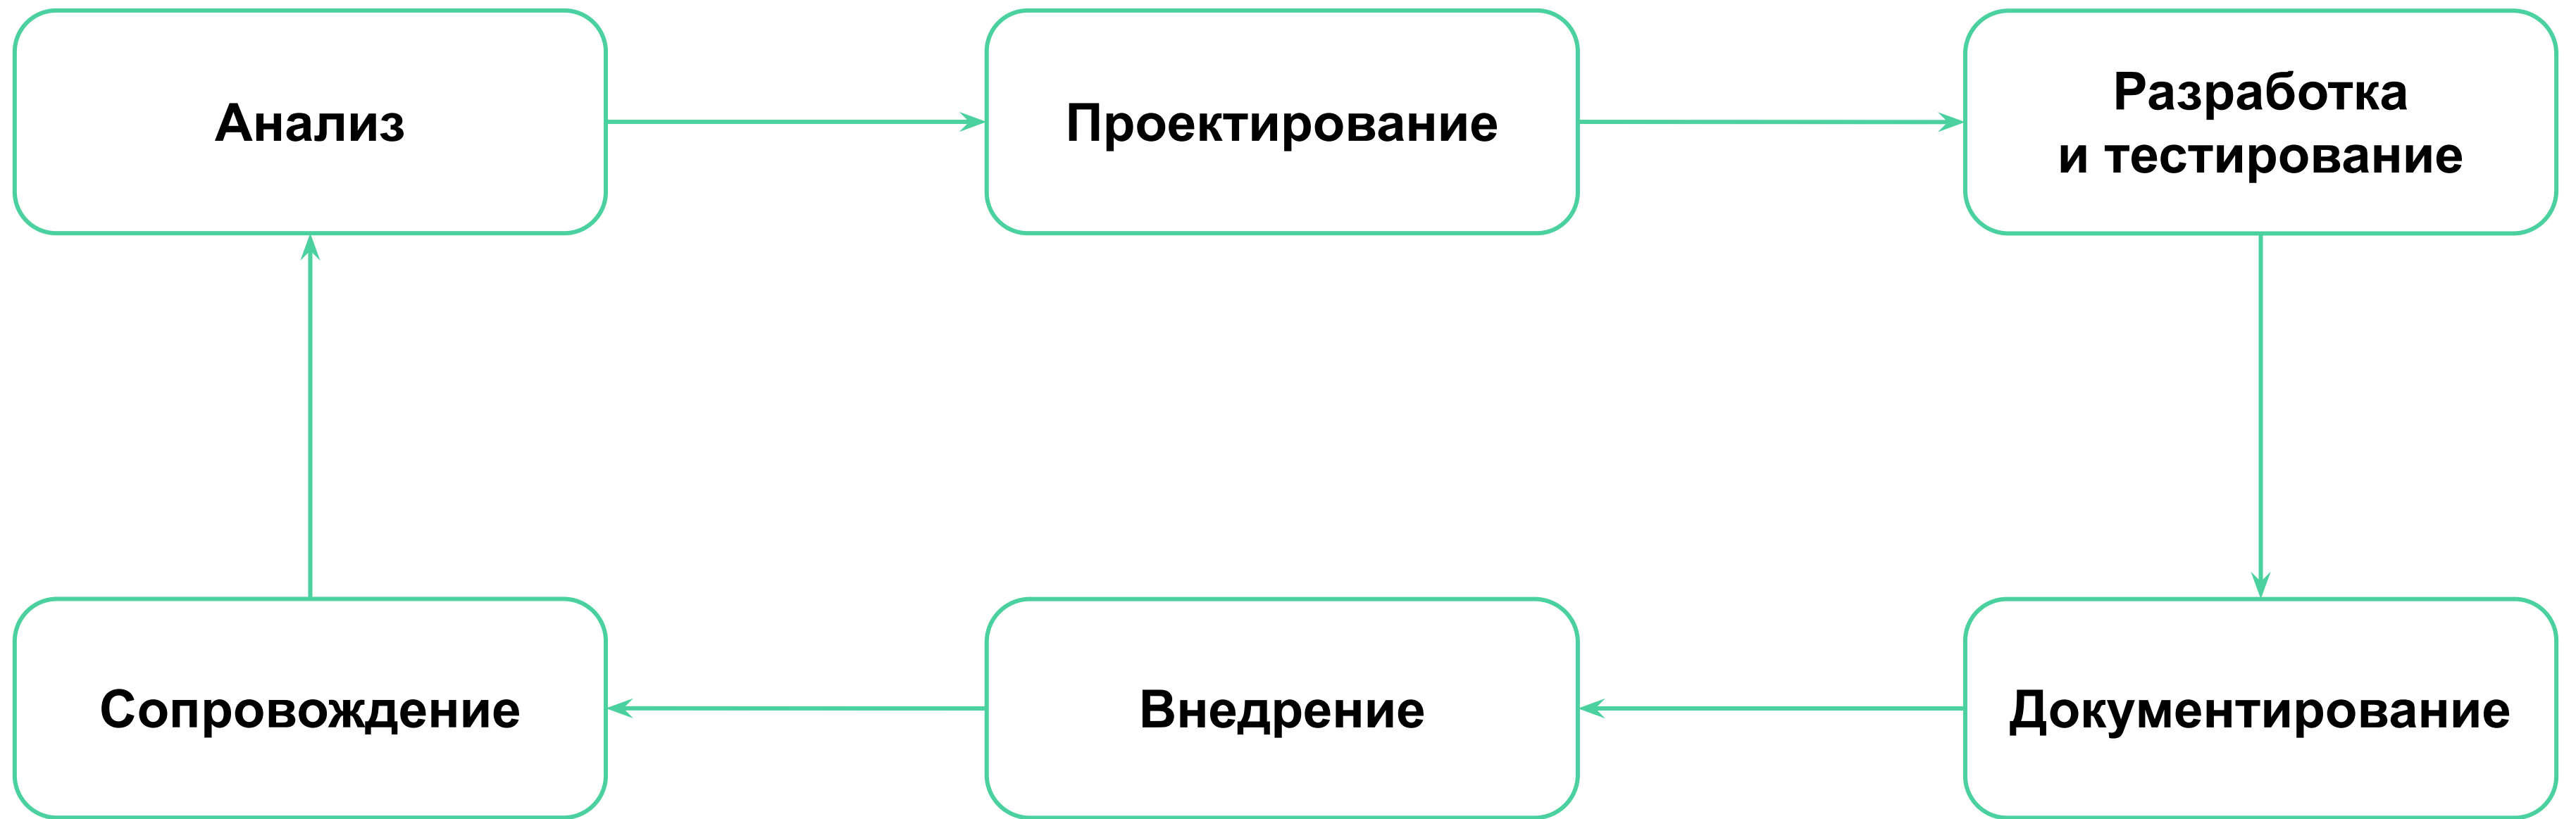 Анализ
Проектирование
Разработка
и тестирование
Сопровождение
Внедрение
Документирование